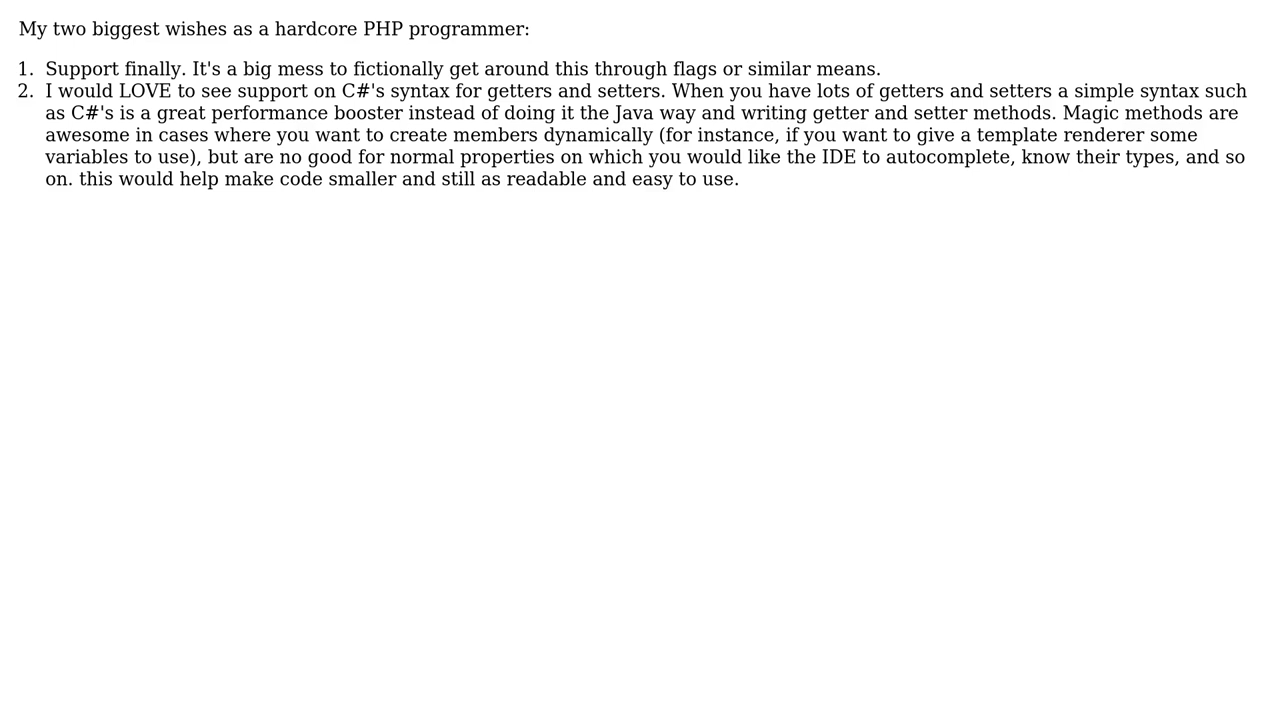 My two biggest wishes as a hardcore PHP programmer:
1. Support finally. It's a big mess to fictionally get around this through flags or similar means.
2. I would LOVE to see support on C#'s syntax for getters and setters. When you have lots of getters and setters a simple syntax such
as C#'s is a great performance booster instead of doing it the Java way and writing getter and setter methods. Magic methods are
awesome in cases where you want to create members dynamically (for instance, if you want to give a template renderer some
variables to use), but are no good for normal properties on which you would like the IDE to autocomplete, know their types, and so
on. this would help make code smaller and still as readable and easy to use.